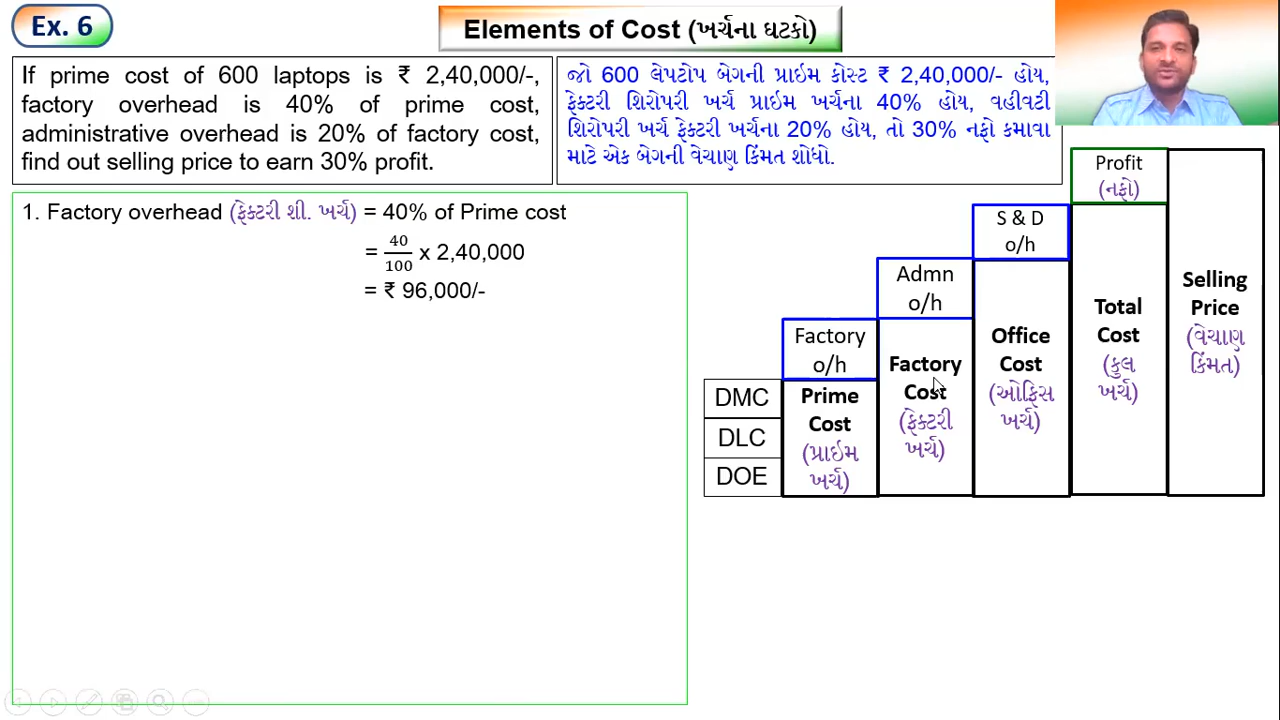 Ex. 6
Elements of Cost (ખર્ચના ઘટકો)
If prime cost of 600 laptops is ₹ 2,40,000/-,
factory overhead is 40% of prime cost,
administrative overhead is 20% of factory cost,
find out selling price to earn 30% profit.
જો 600 લેપટોપ બેગની પ્રાઇમ કોસ્ટ ₹ 2,40,000/- હોય,
ફેક્ટરી શિરોપરી ખર્ચ પ્રાઇમ ખર્ચના 40% હોય, વહીવટી
શિરોપરી ખર્ચ ફેક્ટરી ખર્ચના 20% હોય, તો 30% નફો કમાવા
માટે એક બેગની વેચાણ કિંમત શોધો.
1. Factory overhead (ફેક્ટરી શી. ખર્ચ) = 40% of Prime cost
= 40/100 x 2,40,000
= ₹ 96,000/-
DMC
DLC
DOE
Factory
o/h
Prime
Cost
(પ્રાઇમ
ખર્ચ)
Admn
o/h
Factory
Cost
(ફેક્ટરી
ખર્ચ)
S & D
o/h
Office
Cost
(ઓફિસ
ખર્ચ)
Profit
(નફો)
Total
Cost
(કુલ
ખર્ચ)
Selling
Price
(વેચાણ
કિંમત)